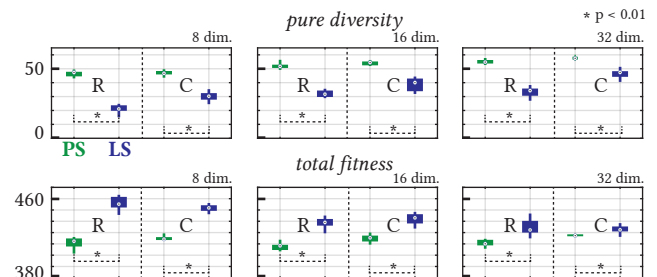 pure diversity
* p < 0.01
8 dim.
16 dim.
32 dim.
50
R
C
R
C
R
C
*
*
*
*
*
*
0
PS
LS
total fitness
8 dim.
16 dim.
32 dim.
460
R
C
R
C
R
C
*
*
*
*
*
*
380